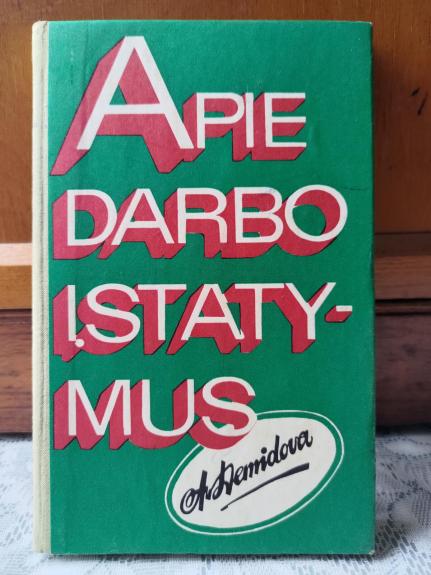 APIE
DARBO
ĮSTATY-
MUS
A. Demidova